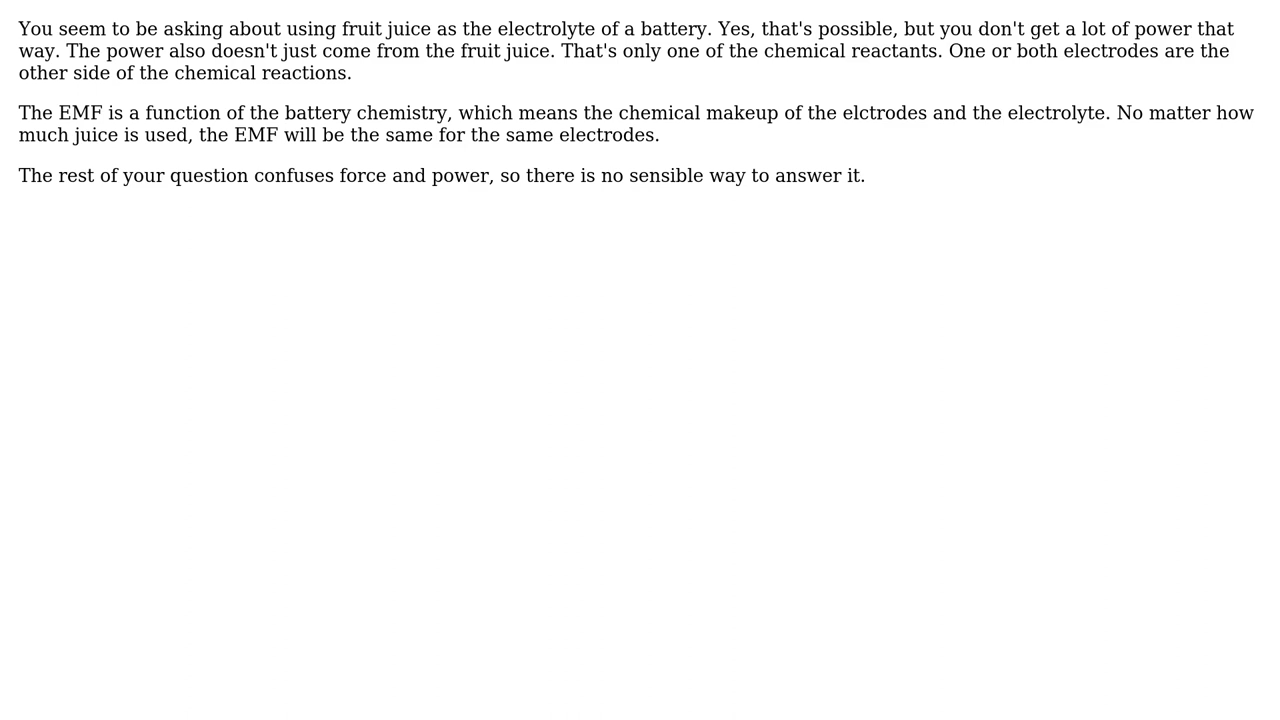 You seem to be asking about using fruit juice as the electrolyte of a battery. Yes, that's possible, but you don't get a lot of power that
way. The power also doesn't just come from the fruit juice. That's only one of the chemical reactants. One or both electrodes are the
other side of the chemical reactions.
The EMF is a function of the battery chemistry, which means the chemical makeup of the elctrodes and the electrolyte. No matter how
much juice is used, the EMF will be the same for the same electrodes.
The rest of your question confuses force and power, so there is no sensible way to answer it.